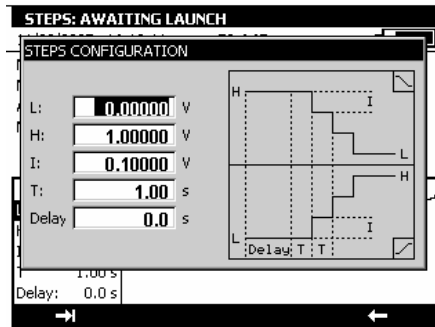 STEPS: AWAITING LAUNCH
STEPS CONFIGURATION
L: 0.00000 V
H: 1.00000 V
I: 0.10000 V
T: 1.00 s
Delay 0.0 s
H
I
L
H
I
L
Delay T T
1.00 s
Delay: 0.0 s